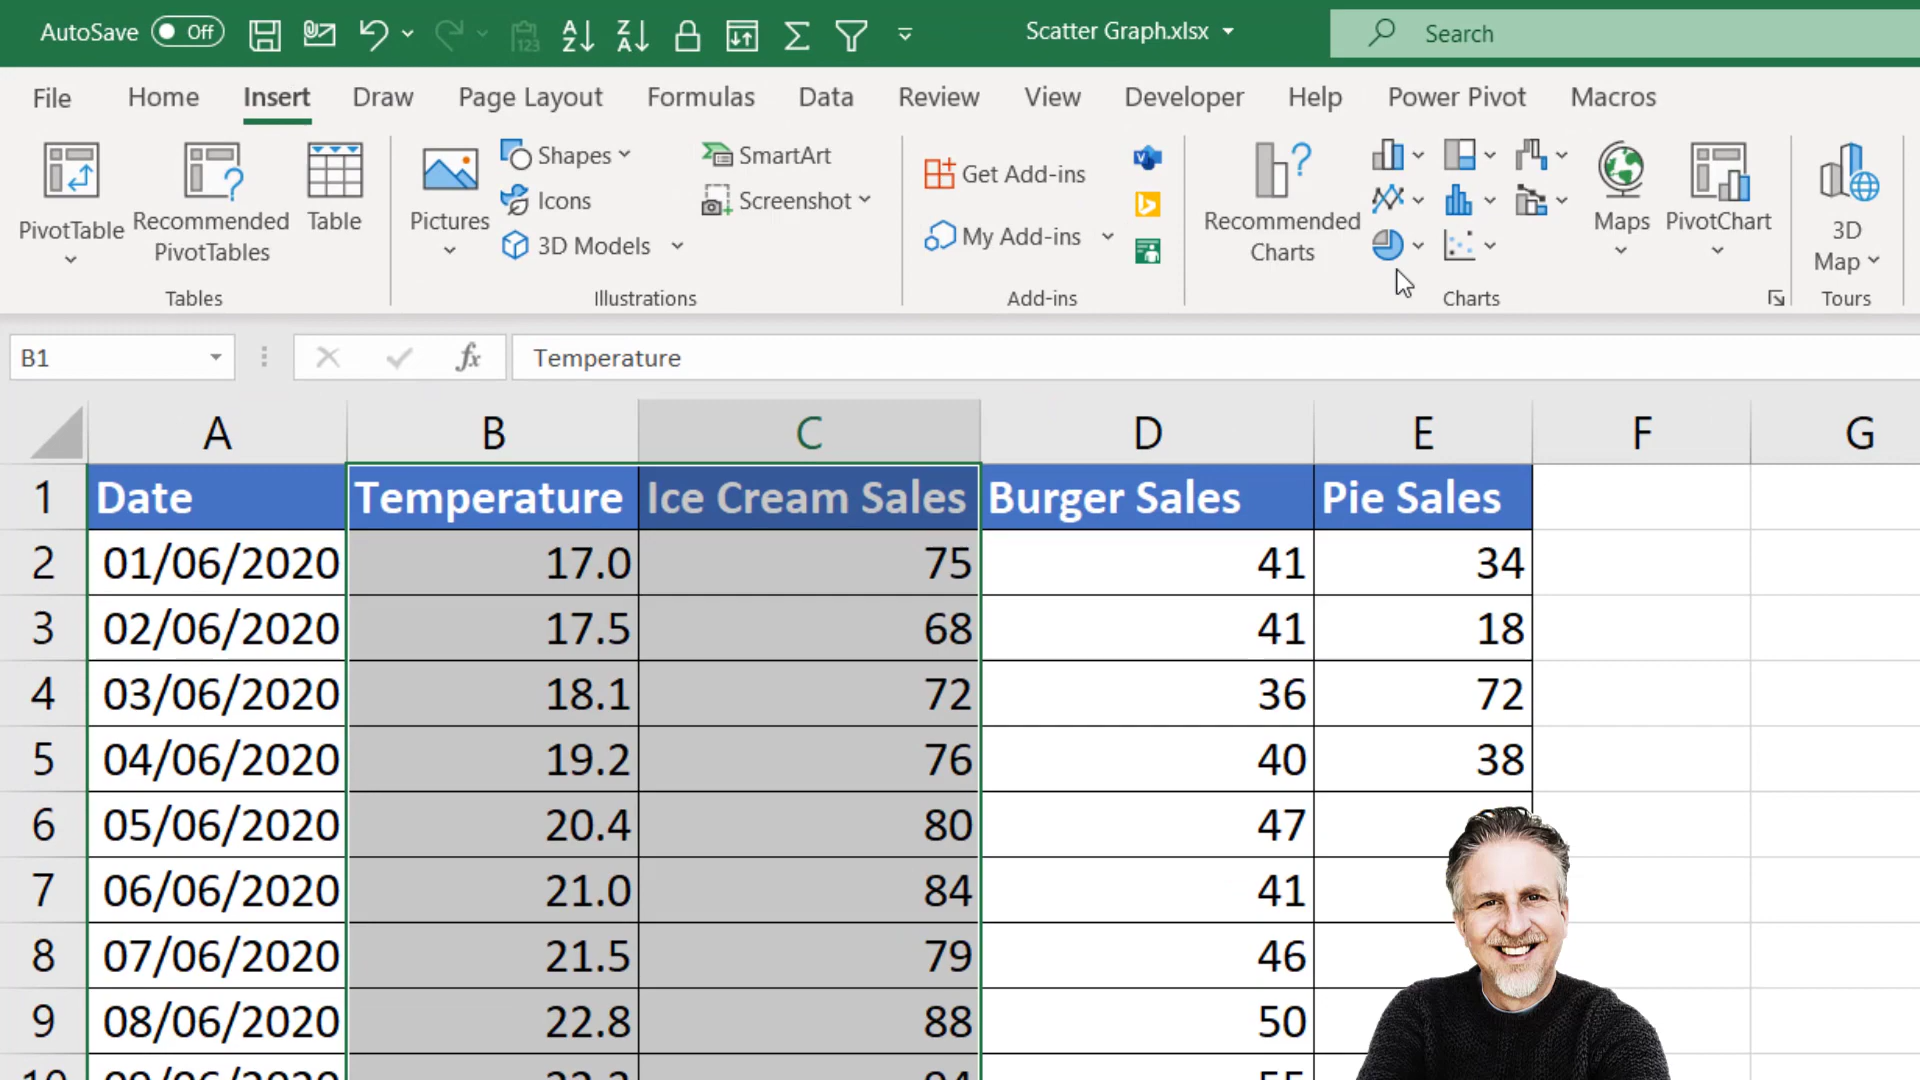 AutoSave Off Scatter Graph.xlsx Search
File Home Insert Draw Page Layout Formulas Data Review View Developer Help Power Pivot Macros
PivotTable
Recommended
PivotTables
Table
Tables
Pictures
Shapes
Icons
3D Models
SmartArt
Screenshot
Illustrations
Get Add-ins
My Add-ins
Add-ins
Recommended
Charts
Maps
PivotChart
Charts
3D
Map
Tours
B1 fx Temperature
A B C D E F G
1 Date Temperature Ice Cream Sales Burger Sales Pie Sales
2 01/06/2020 17.0 75 41 34
3 02/06/2020 17.5 68 41 18
4 03/06/2020 18.1 72 36 72
5 04/06/2020 19.2 76 40 38
6 05/06/2020 20.4 80 47
7 06/06/2020 21.0 84 41
8 07/06/2020 21.5 79 46
9 08/06/2020 22.8 88 50